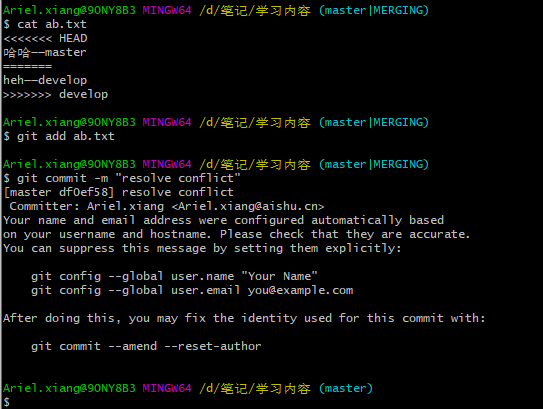 Ariel.xiang@9ONY8B3 MINGW64 /d/笔记/学习内容 (master|MERGING)
$ cat ab.txt
<<<<<<< HEAD
哈哈——master
=======
heh——develop
>>>>>>> develop
Ariel.xiang@9ONY8B3 MINGW64 /d/笔记/学习内容 (master|MERGING)
$ git add ab.txt
Ariel.xiang@9ONY8B3 MINGW64 /d/笔记/学习内容 (master|MERGING)
$ git commit -m "resolve conflict"
[master df0ef58] resolve conflict
 Committer: Ariel.xiang <Ariel.xiang@aishu.cn>
Your name and email address were configured automatically based
on your username and hostname. Please check that they are accurate.
You can suppress this message by setting them explicitly:
    git config --global user.name "Your Name"
    git config --global user.email you@example.com
After doing this, you may fix the identity used for this commit with:
    git commit --amend --reset-author
Ariel.xiang@9ONY8B3 MINGW64 /d/笔记/学习内容 (master)
$